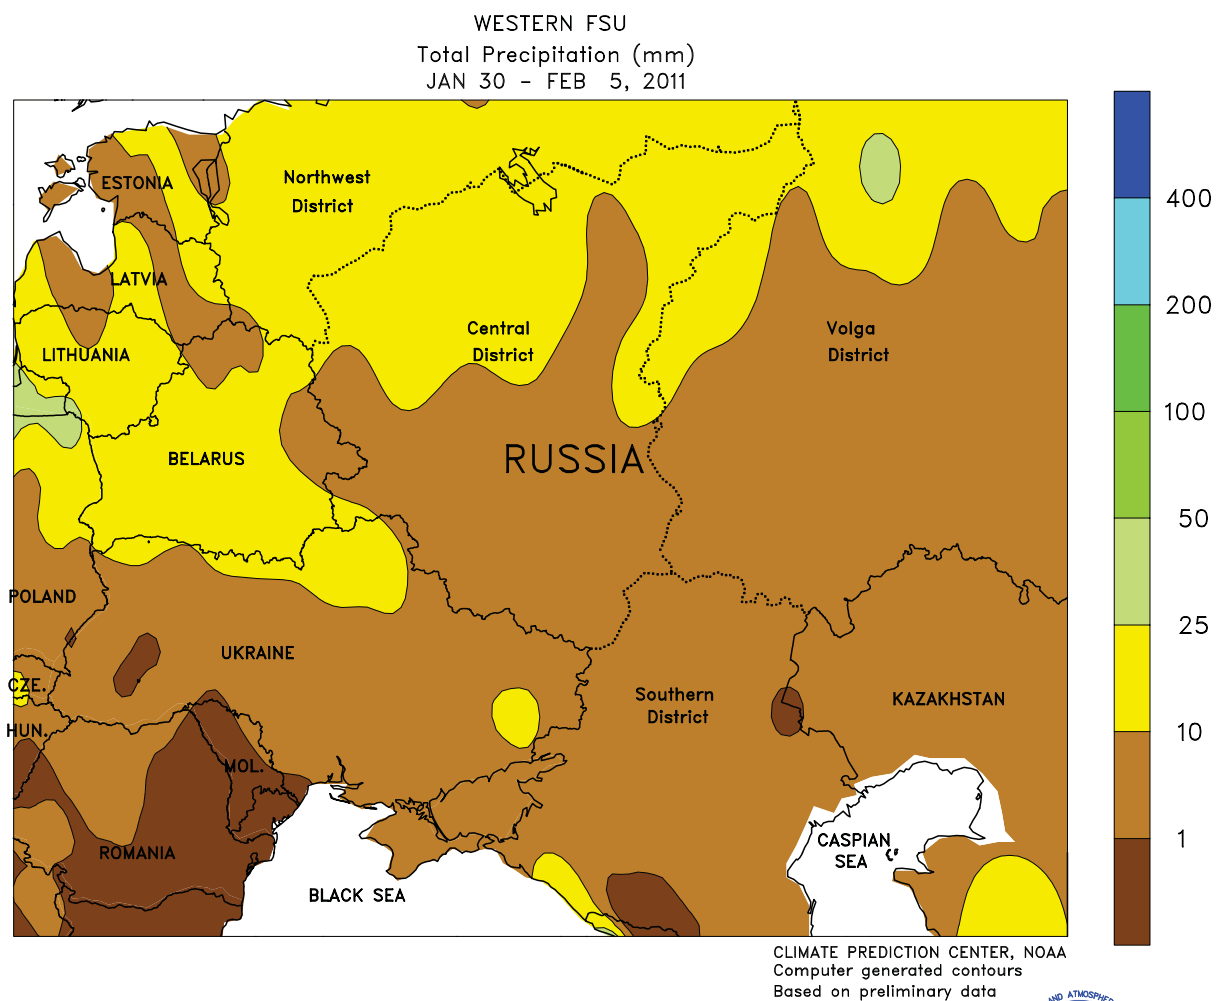 WESTERN FSU
Total Precipitation (mm)
JAN 30 - FEB 5, 2011
ESTONIA
Northwest
District
400
LATVIA
200
LITHUANIA
Central
District
Volga
District
100
BELARUS
RUSSIA
50
POLAND
25
UKRAINE
CZE.
Southern
District
KAZAKHSTAN
HUN.
10
MOL.
1
ROMANIA
CASPIAN
SEA
BLACK SEA
CLIMATE PREDICTION CENTER, NOAA
Computer generated contours
Based on preliminary data
AND ATMOSPHER